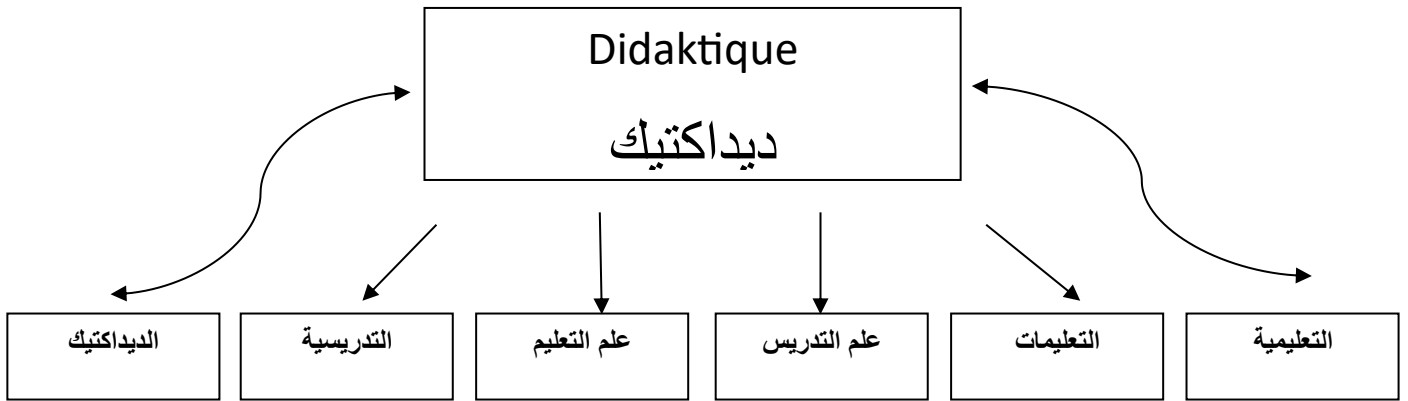 Didaktique
ديداكتيك
التعليمية
التعليمات
علم التدريس
علم التعليم
التدريسية
الديداكتيك